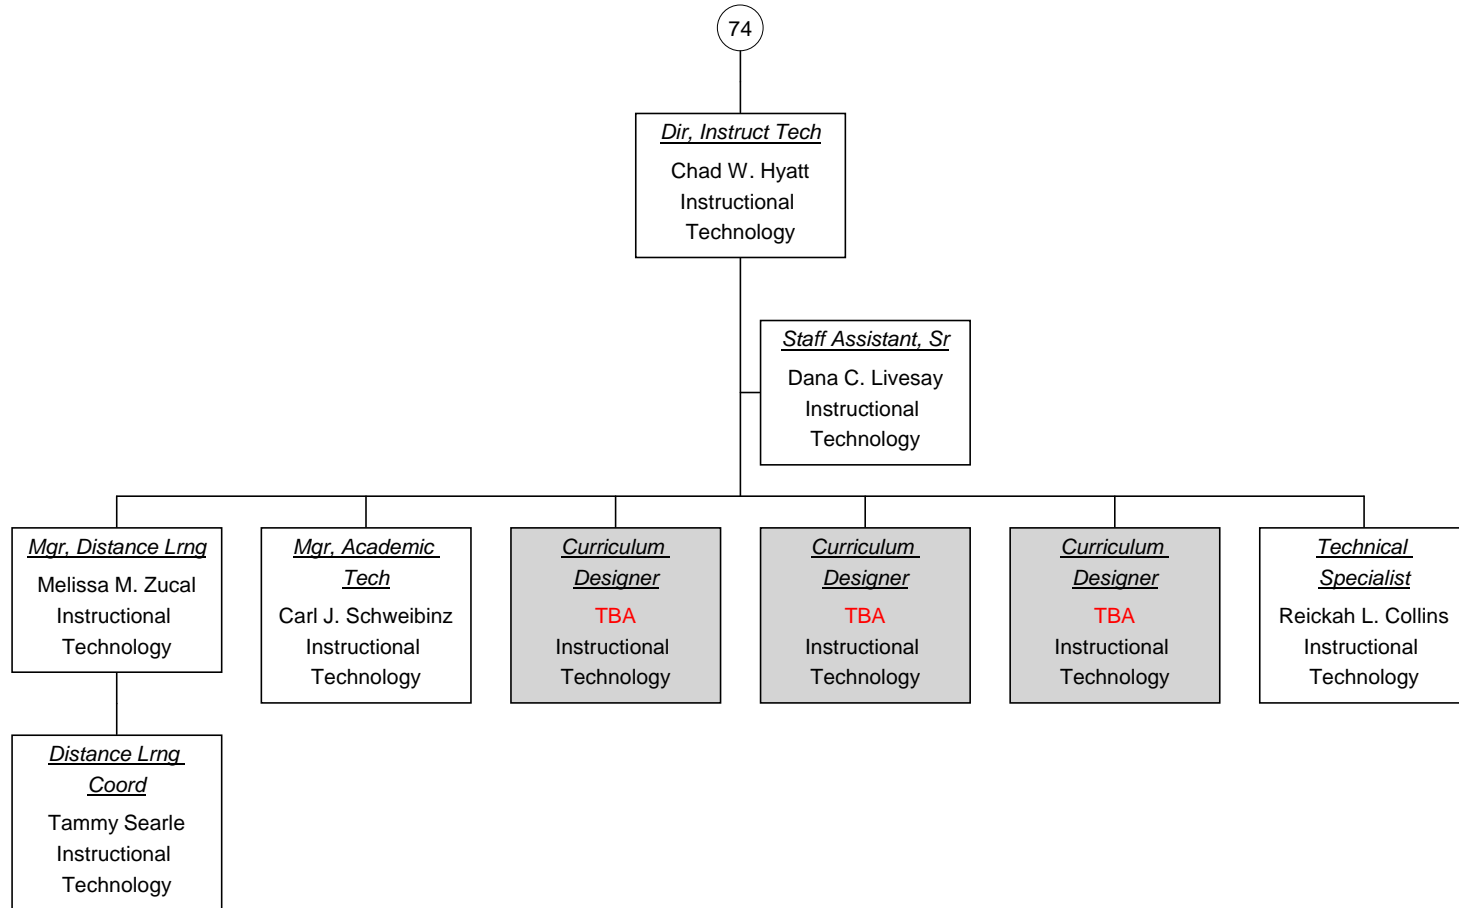 74
Dir, Instruct Tech
Chad W. Hyatt
Instructional
Technology
Staff Assistant, Sr
Dana C. Livesay
Instructional
Technology
Mgr, Distance Lrng
Melissa M. Zucal
Instructional
Technology
Mgr, Academic
Tech
Carl J. Schweibinz
Instructional
Technology
Curriculum
Designer
TBA
Instructional
Technology
Curriculum
Designer
TBA
Instructional
Technology
Curriculum
Designer
TBA
Instructional
Technology
Technical
Specialist
Reickah L. Collins
Instructional
Technology
Distance Lrng
Coord
Tammy Searle
Instructional
Technology